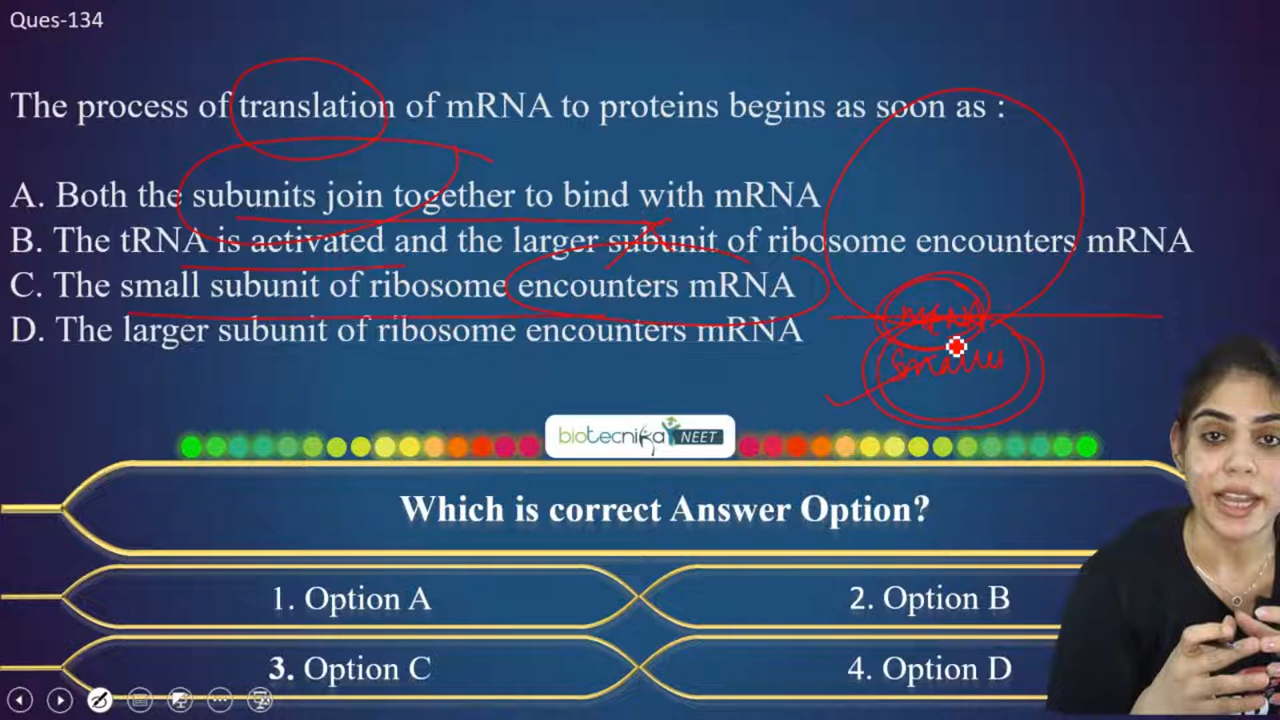 Ques-134
The process of translation of mRNA to proteins begins as soon as :
A. Both the subunits join together to bind with mRNA
B. The tRNA is activated and the larger subunit of ribosome encounters mRNA
C. The small subunit of ribosome encounters mRNA
D. The larger subunit of ribosome encounters mRNA
mRNA
Smaller
biotecnika NEET
Which is correct Answer Option?
1. Option A
2. Option B
3. Option C
4. Option D